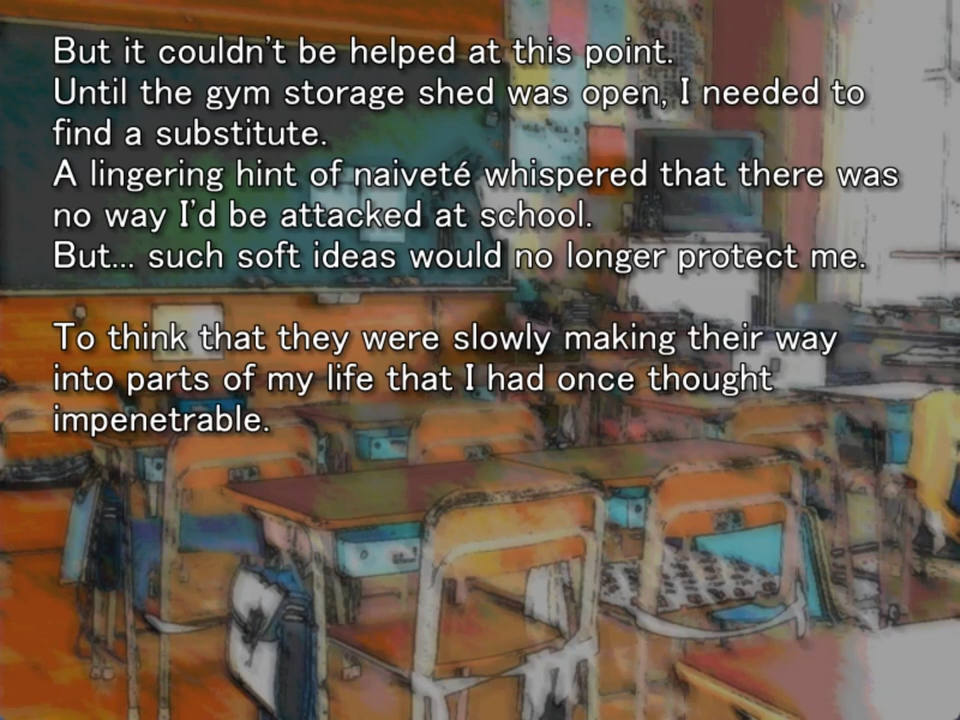 But it couldn't be helped at this point.
Until the gym storage shed was open, I needed to
find a substitute.
A lingering hint of naiveté whispered that there was
no way I'd be attacked at school.
But... such soft ideas would no longer protect me.
To think that they were slowly making their way
into parts of my life that I had once thought
impenetrable.